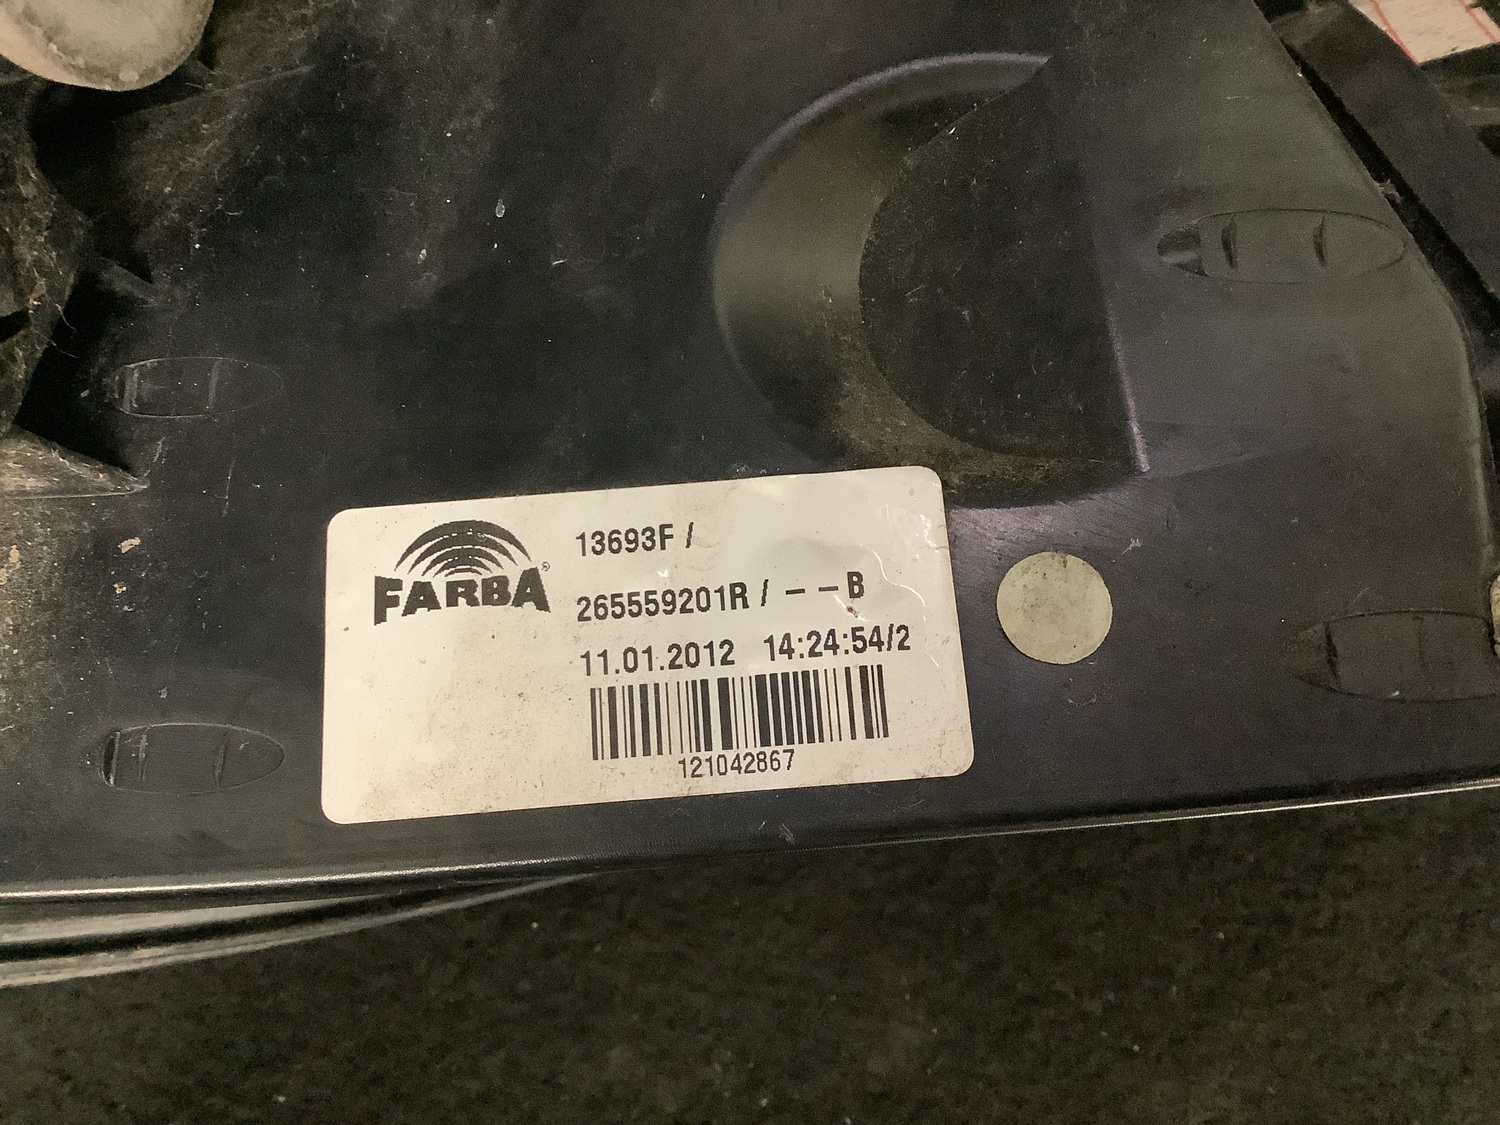 FARBA®
13693F /
265559201R / – – B
11.01.2012 14:24:54/2
121042867